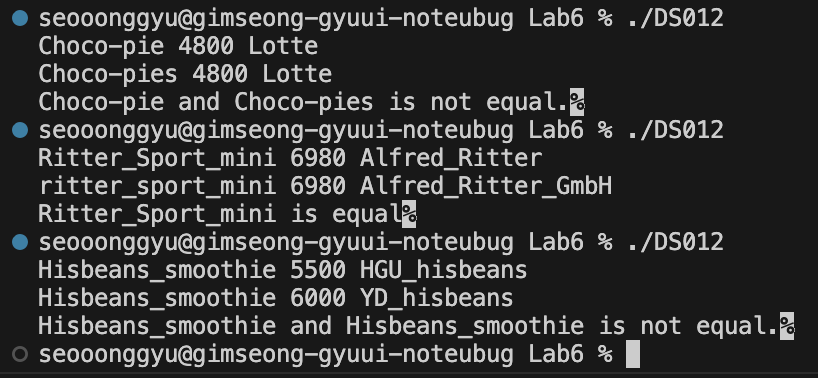 seooonggyu@gimseong-gyuui-noteubug Lab6 % ./DS012
Choco-pie 4800 Lotte
Choco-pies 4800 Lotte
Choco-pie and Choco-pies is not equal.%
seooonggyu@gimseong-gyuui-noteubug Lab6 % ./DS012
Ritter_Sport_mini 6980 Alfred_Ritter
ritter_Sport_mini 6980 Alfred_Ritter_GmbH
Ritter_Sport_mini is equal%
seooonggyu@gimseong-gyuui-noteubug Lab6 % ./DS012
Hisbeans_smoothie 5500 HGU_hisbeans
Hisbeans_smoothie 6000 YD_hisbeans
Hisbeans_smoothie and Hisbeans_smoothie is not equal.%
seooonggyu@gimseong-gyuui-noteubug Lab6 %